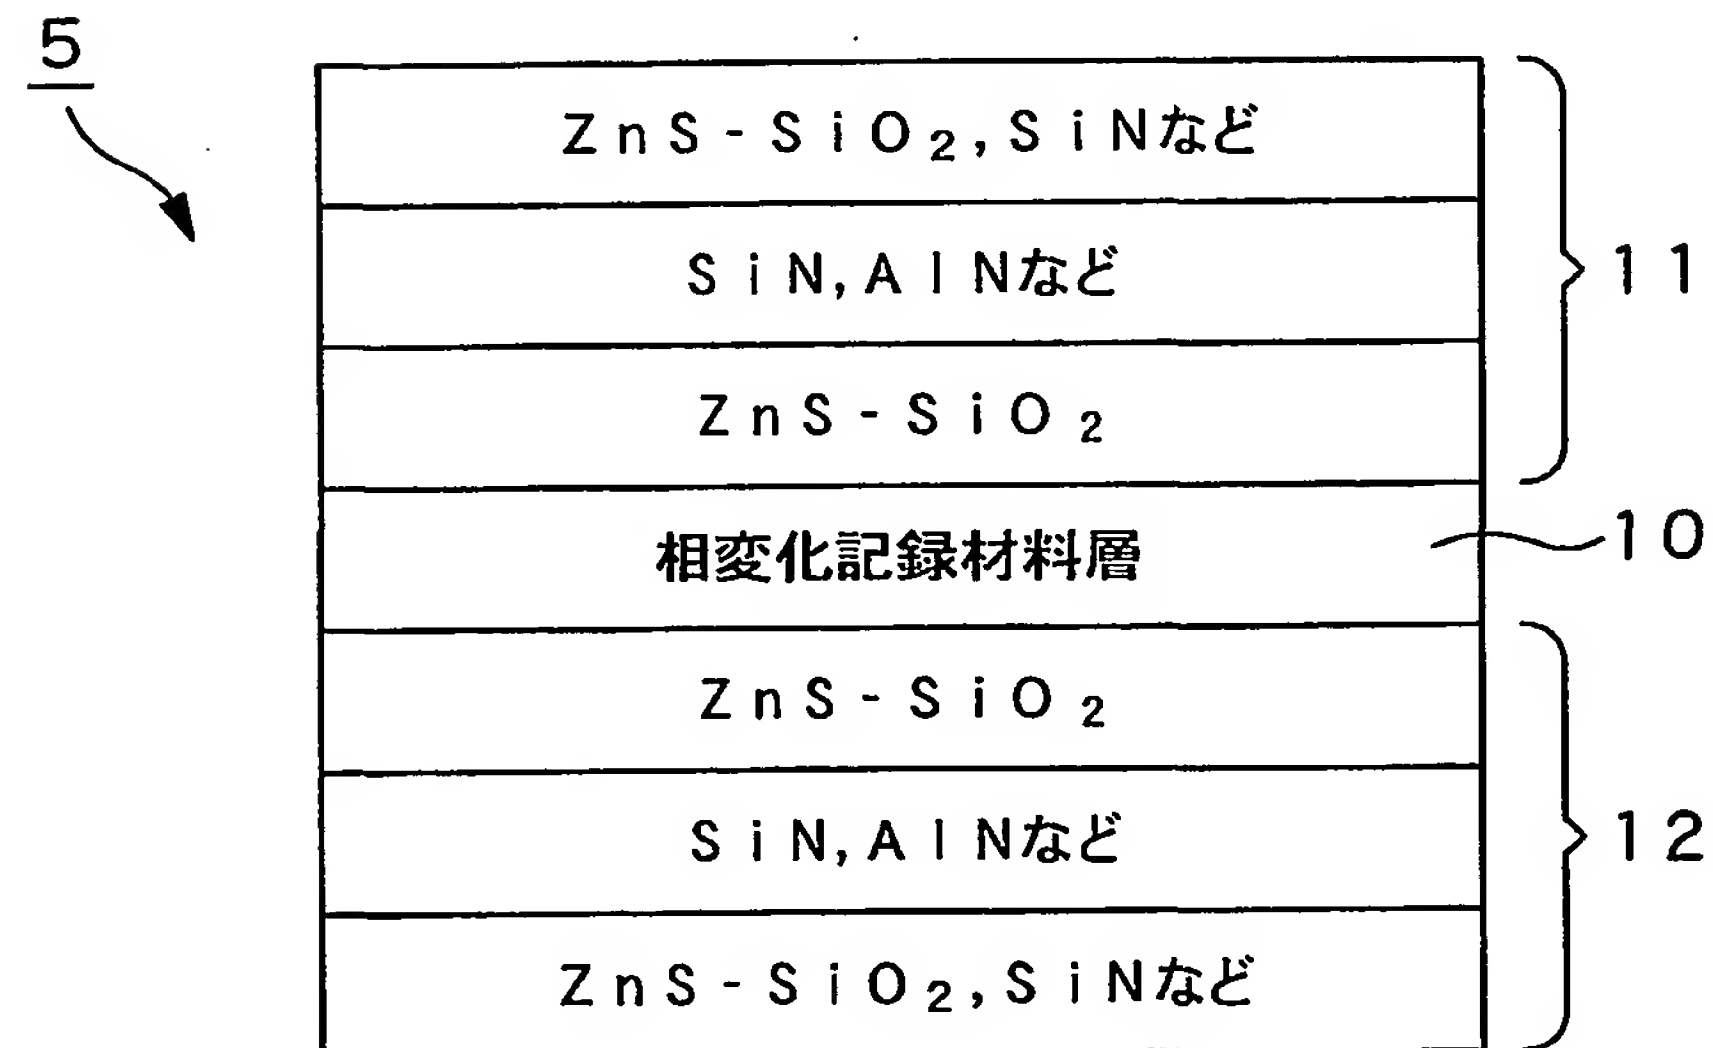 5
ZnS-SiO₂,SiNなど
SiN,AlNなど
11
ZnS-SiO₂
相変化記録材料層
10
ZnS-SiO₂
SiN,AlNなど
12
ZnS-SiO₂,SiNなど